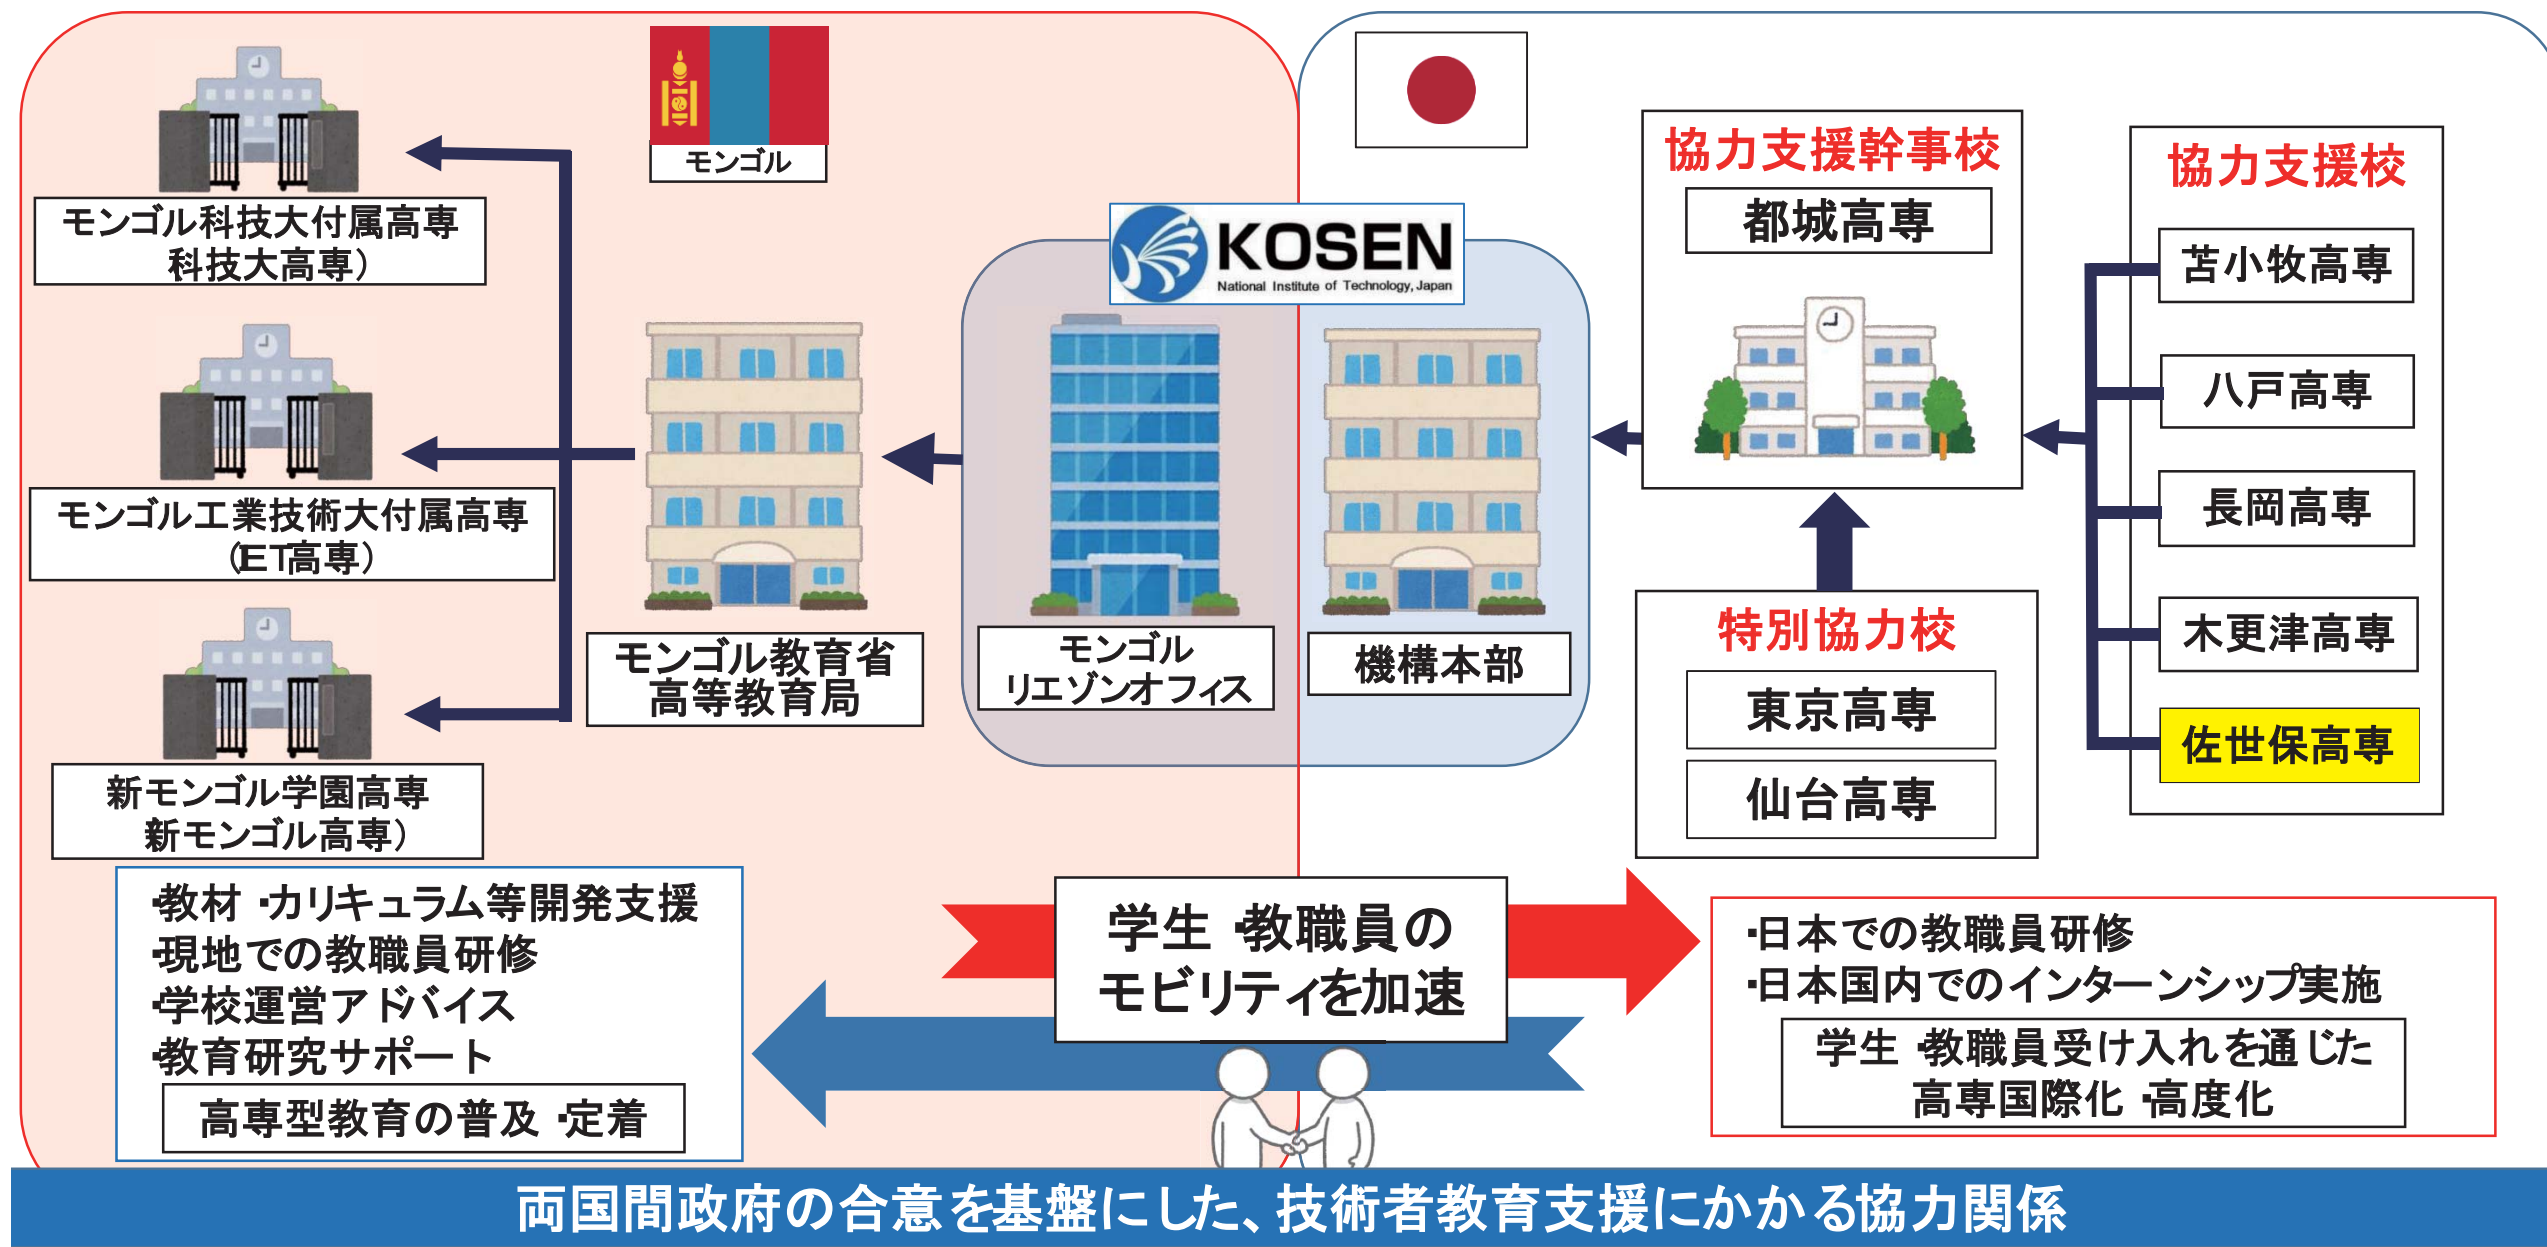 モンゴル
モンゴル科技大付属高専
科技大高専）
モンゴル工業技術大付属高専
（IET高専）
新モンゴル学園高専
新モンゴル高専）
モンゴル教育省
高等教育局
KOSEN
National Institute of Technology, Japan
モンゴル
リエゾンオフィス
機構本部
協力支援幹事校
都城高専
特別協力校
東京高専
仙台高専
協力支援校
苫小牧高専
八戸高専
長岡高専
木更津高専
佐世保高専
・教材・カリキュラム等開発支援
・現地での教職員研修
・学校運営アドバイス
・教育研究サポート
高専型教育の普及・定着
学生・教職員の
モビリティを加速
・日本での教職員研修
・日本国内でのインターンシップ実施
学生・教職員受け入れを通じた
高専国際化・高度化
両国間政府の合意を基盤にした、技術者教育支援にかかる協力関係